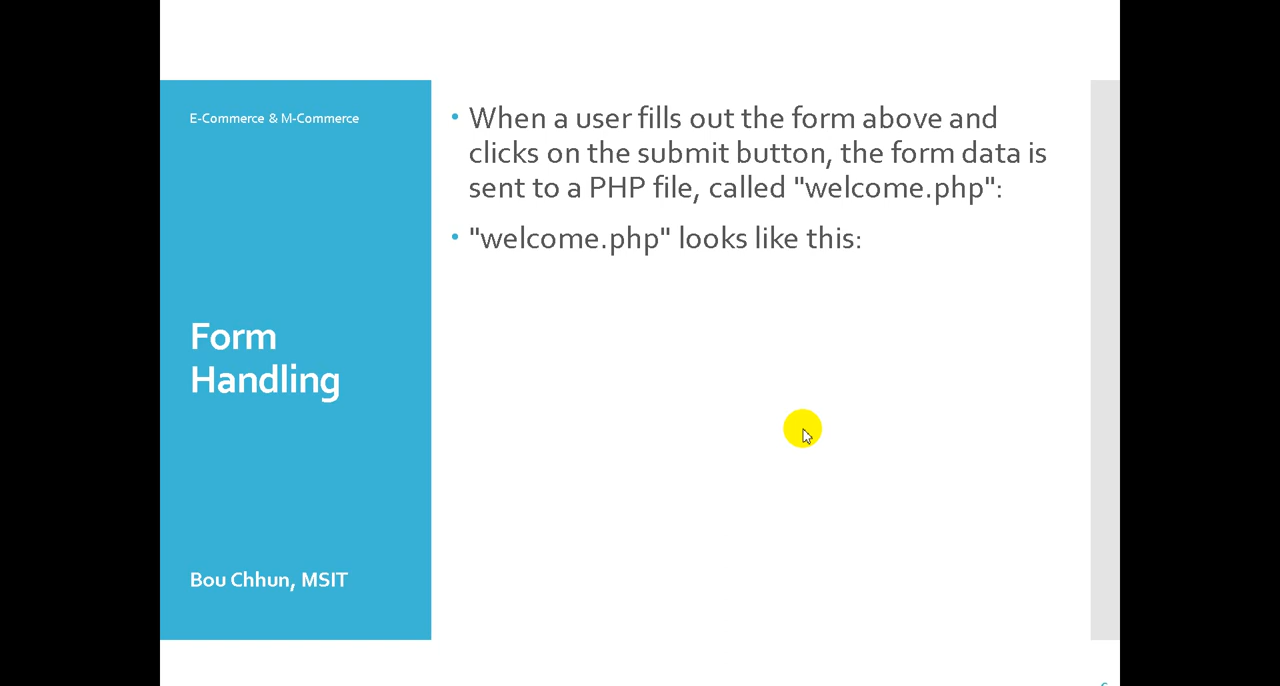 E-Commerce & M-Commerce
Form
Handling
Bou Chhun, MSIT
• When a user fills out the form above and
clicks on the submit button, the form data is
sent to a PHP file, called "welcome.php":
• "welcome.php" looks like this: